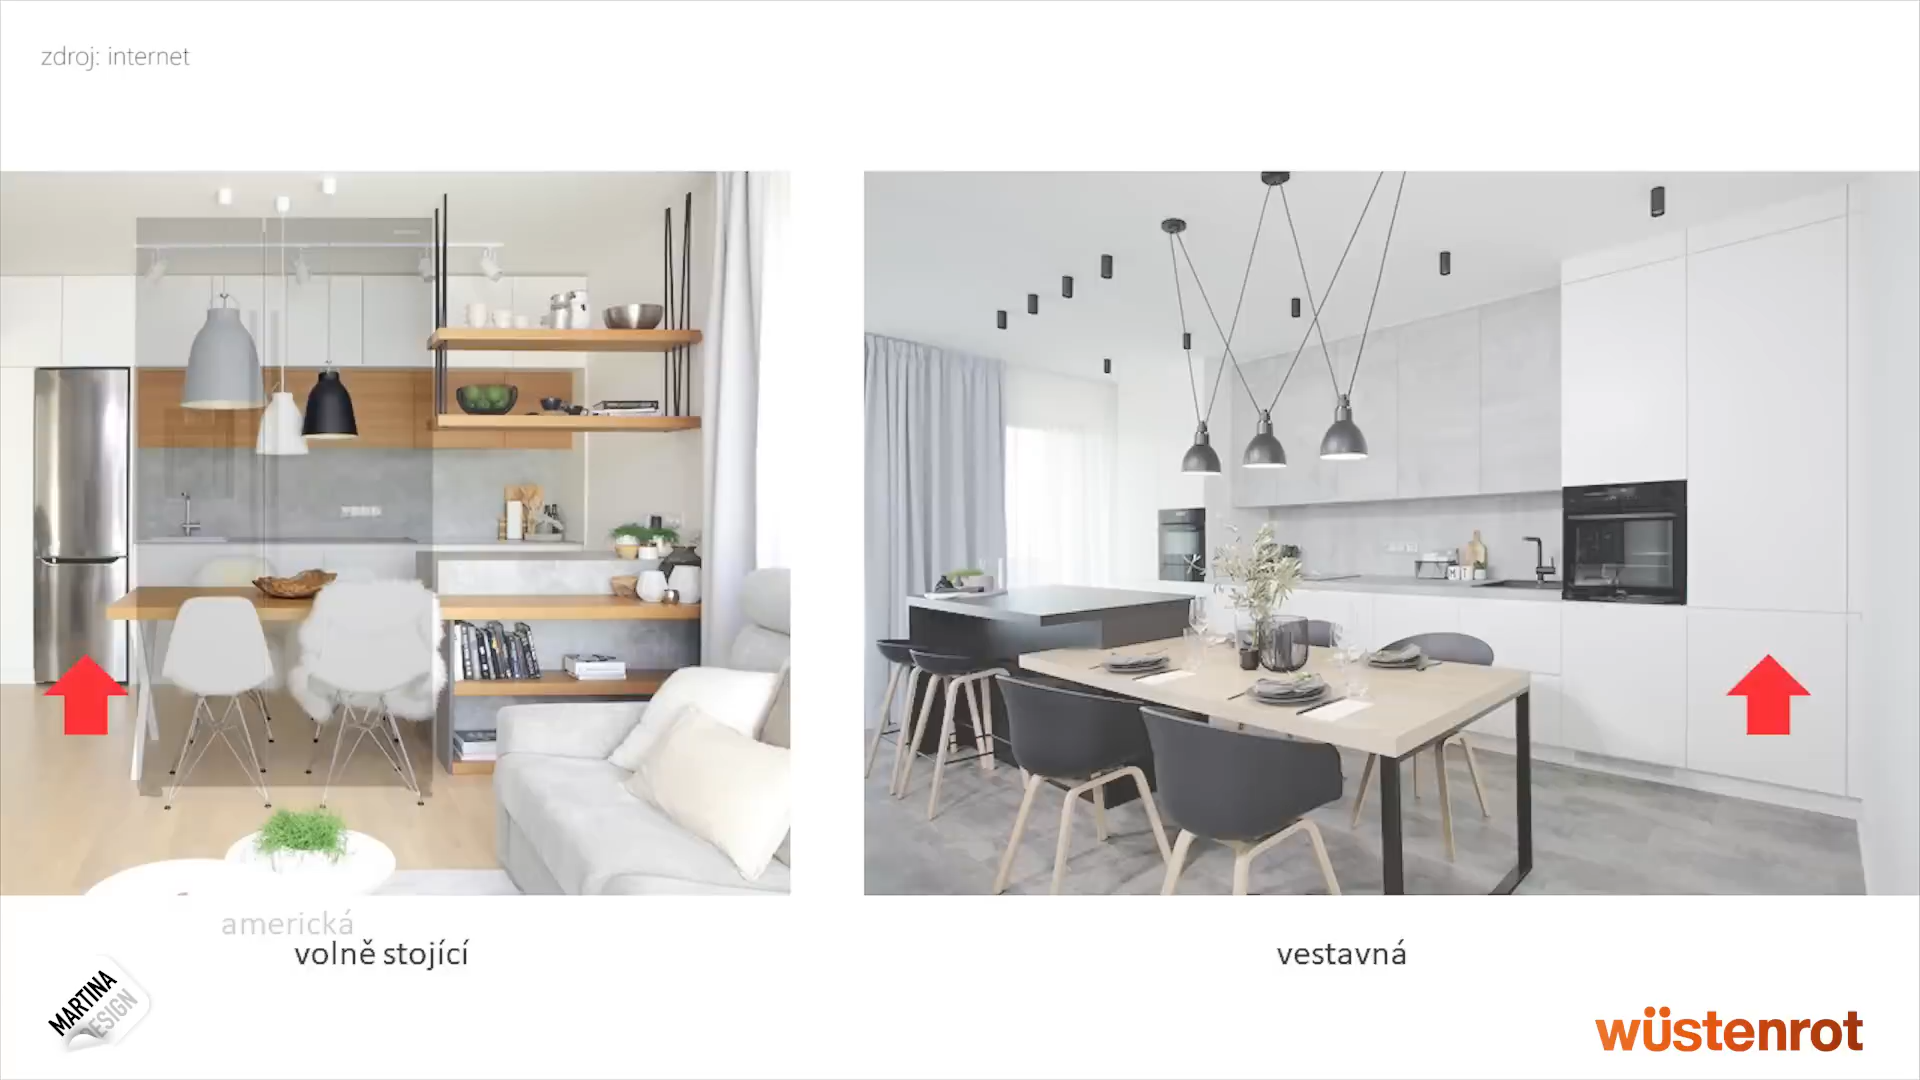 zdroj: internet
americká
volně stojící
vestavná
MARTINA
DESIGN
wüstenrot